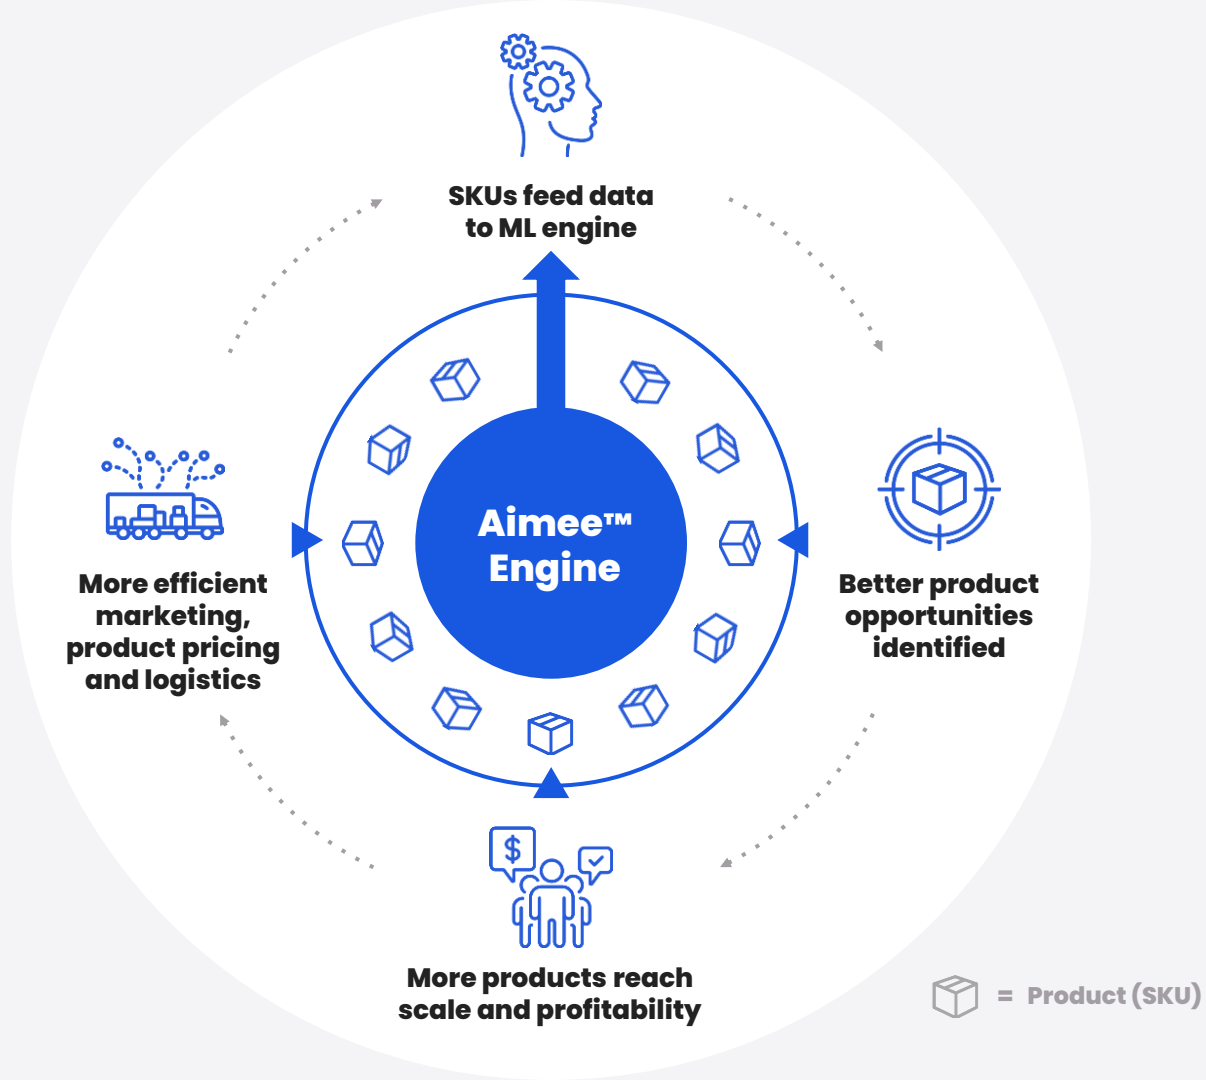 SKUs feed data
to ML engine
Aimee™
Engine
More efficient
marketing,
product pricing
and logistics
Better product
opportunities
identified
$
More products reach
scale and profitability
= Product (SKU)